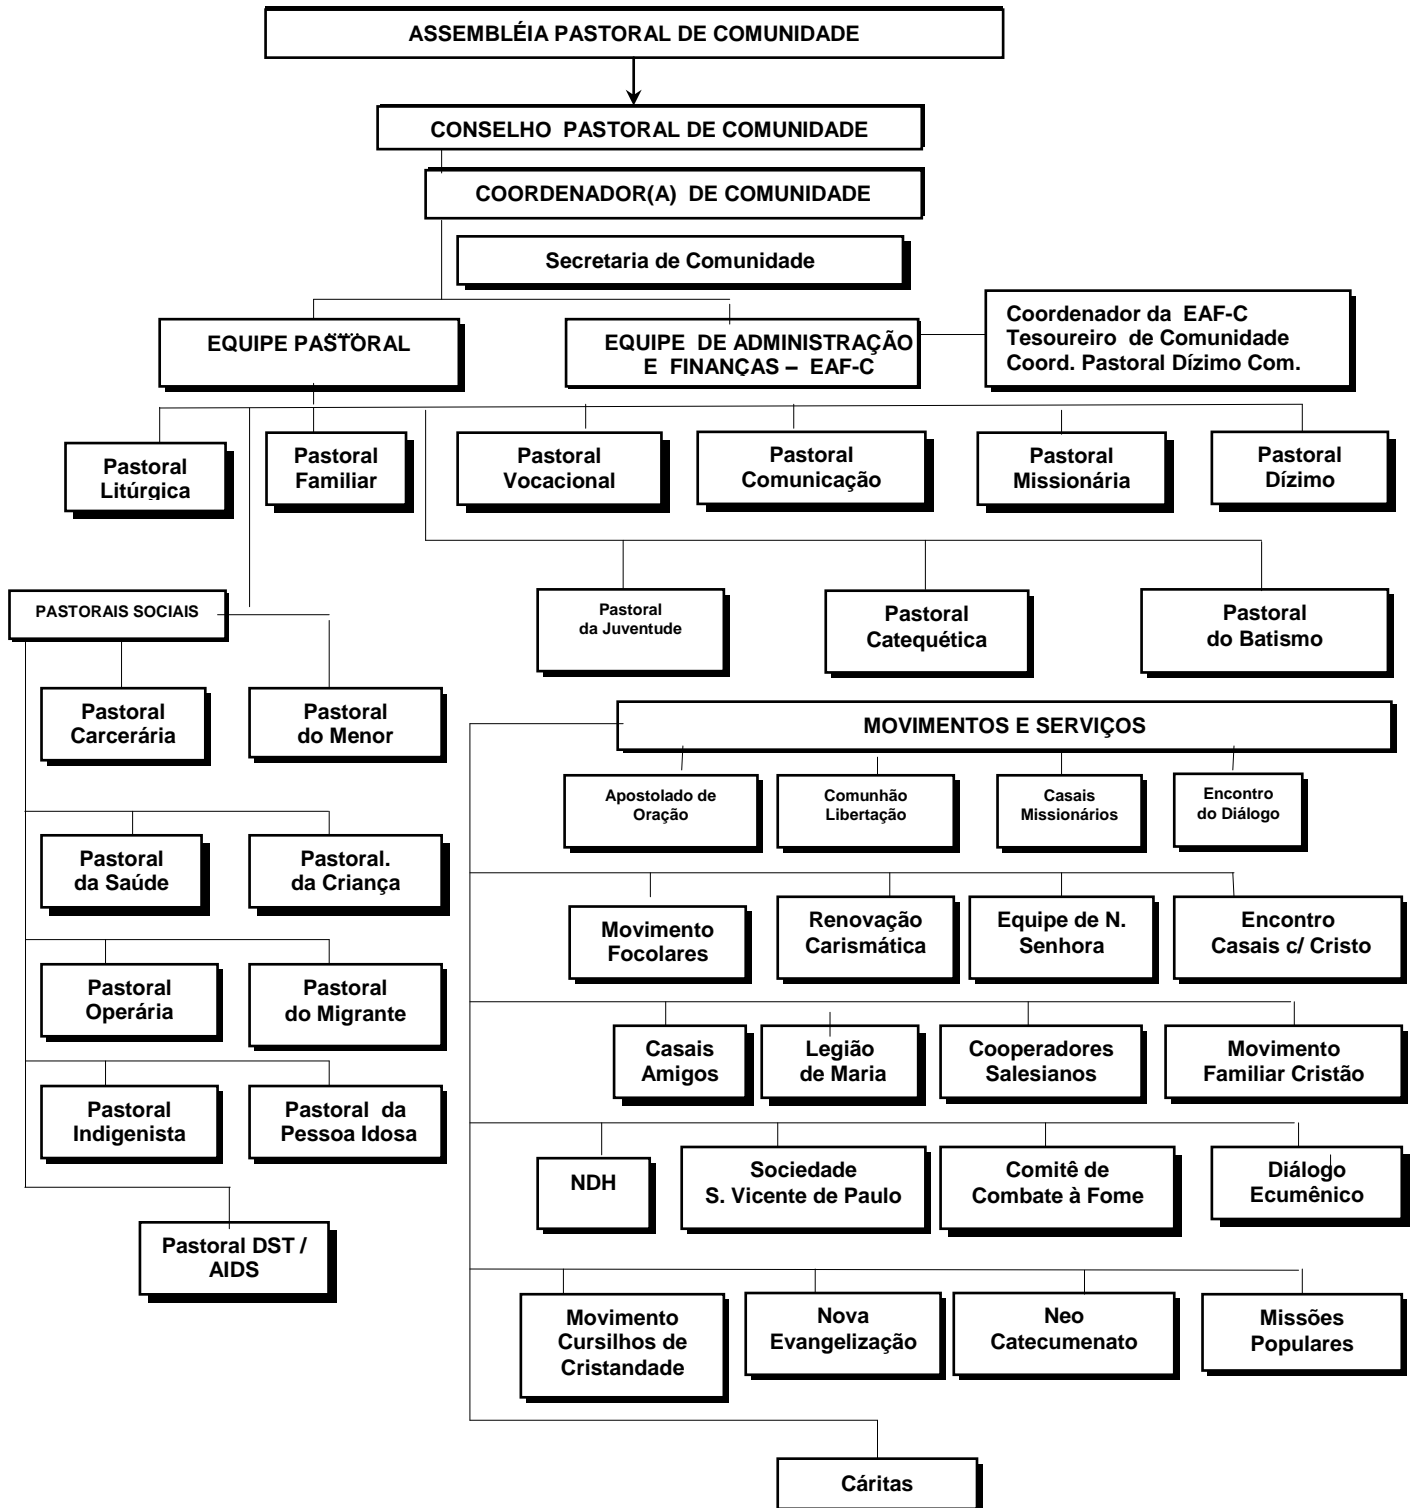 ASSEMBLÉIA PASTORAL DE COMUNIDADE
CONSELHO PASTORAL DE COMUNIDADE
COORDENADOR(A) DE COMUNIDADE
Secretaria de Comunidade
EQUIPE PASTORAL
EQUIPE DE ADMINISTRAÇÃO
E FINANÇAS – EAF-C
Coordenador da EAF-C
Tesoureiro de Comunidade
Coord. Pastoral Dízimo Com.
Pastoral
Litúrgica
Pastoral
Familiar
Pastoral
Vocacional
Pastoral
Comunicação
Pastoral
Missionária
Pastoral
Dízimo
Pastoral
da Juventude
Pastoral
Catequética
Pastoral
do Batismo
PASTORAIS SOCIAIS
Pastoral
Carcerária
Pastoral
do Menor
Pastoral
da Saúde
Pastoral.
da Criança
Pastoral
Operária
Pastoral
do Migrante
Pastoral
Indigenista
Pastoral da
Pessoa Idosa
Pastoral DST /
AIDS
MOVIMENTOS E SERVIÇOS
Apostolado de
Oração
Comunhão
Libertação
Casais
Missionários
Encontro
do Diálogo
Movimento
Focolares
Renovação
Carismática
Equipe de N.
Senhora
Encontro
Casais c/ Cristo
Casais
Amigos
Legião
de Maria
Cooperadores
Salesianos
Movimento
Familiar Cristão
NDH
Sociedade
S. Vicente de Paulo
Comitê de
Combate à Fome
Diálogo
Ecumênico
Movimento
Cursilhos de
Cristandade
Nova
Evangelização
Neo
Catecumenato
Missões
Populares
Cáritas